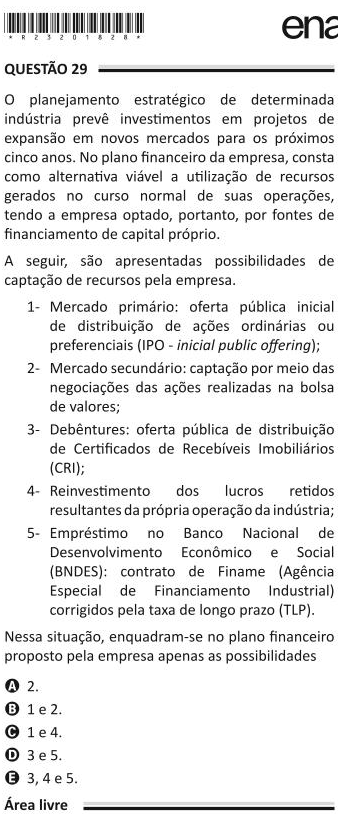 * R 2 3 2 0 1 8 2 8 *
ena
QUESTÃO 29
O planejamento estratégico de determinada
indústria prevê investimentos em projetos de
expansão em novos mercados para os próximos
cinco anos. No plano financeiro da empresa, consta
como alternativa viável a utilização de recursos
gerados no curso normal de suas operações,
tendo a empresa optado, portanto, por fontes de
financiamento de capital próprio.
A seguir, são apresentadas possibilidades de
captação de recursos pela empresa.
1- Mercado primário: oferta pública inicial
de distribuição de ações ordinárias ou
preferenciais (IPO - inicial public offering);
2- Mercado secundário: captação por meio das
negociações das ações realizadas na bolsa
de valores;
3- Debêntures: oferta pública de distribuição
de Certificados de Recebíveis Imobiliários
(CRI);
4- Reinvestimento dos lucros retidos
resultantes da própria operação da indústria;
5- Empréstimo no Banco Nacional de
Desenvolvimento Econômico e Social
(BNDES): contrato de Finame (Agência
Especial de Financiamento Industrial)
corrigidos pela taxa de longo prazo (TLP).
Nessa situação, enquadram-se no plano financeiro
proposto pela empresa apenas as possibilidades
A 2.
B 1 e 2.
C 1 e 4.
D 3 e 5.
E 3, 4 e 5.
Área livre